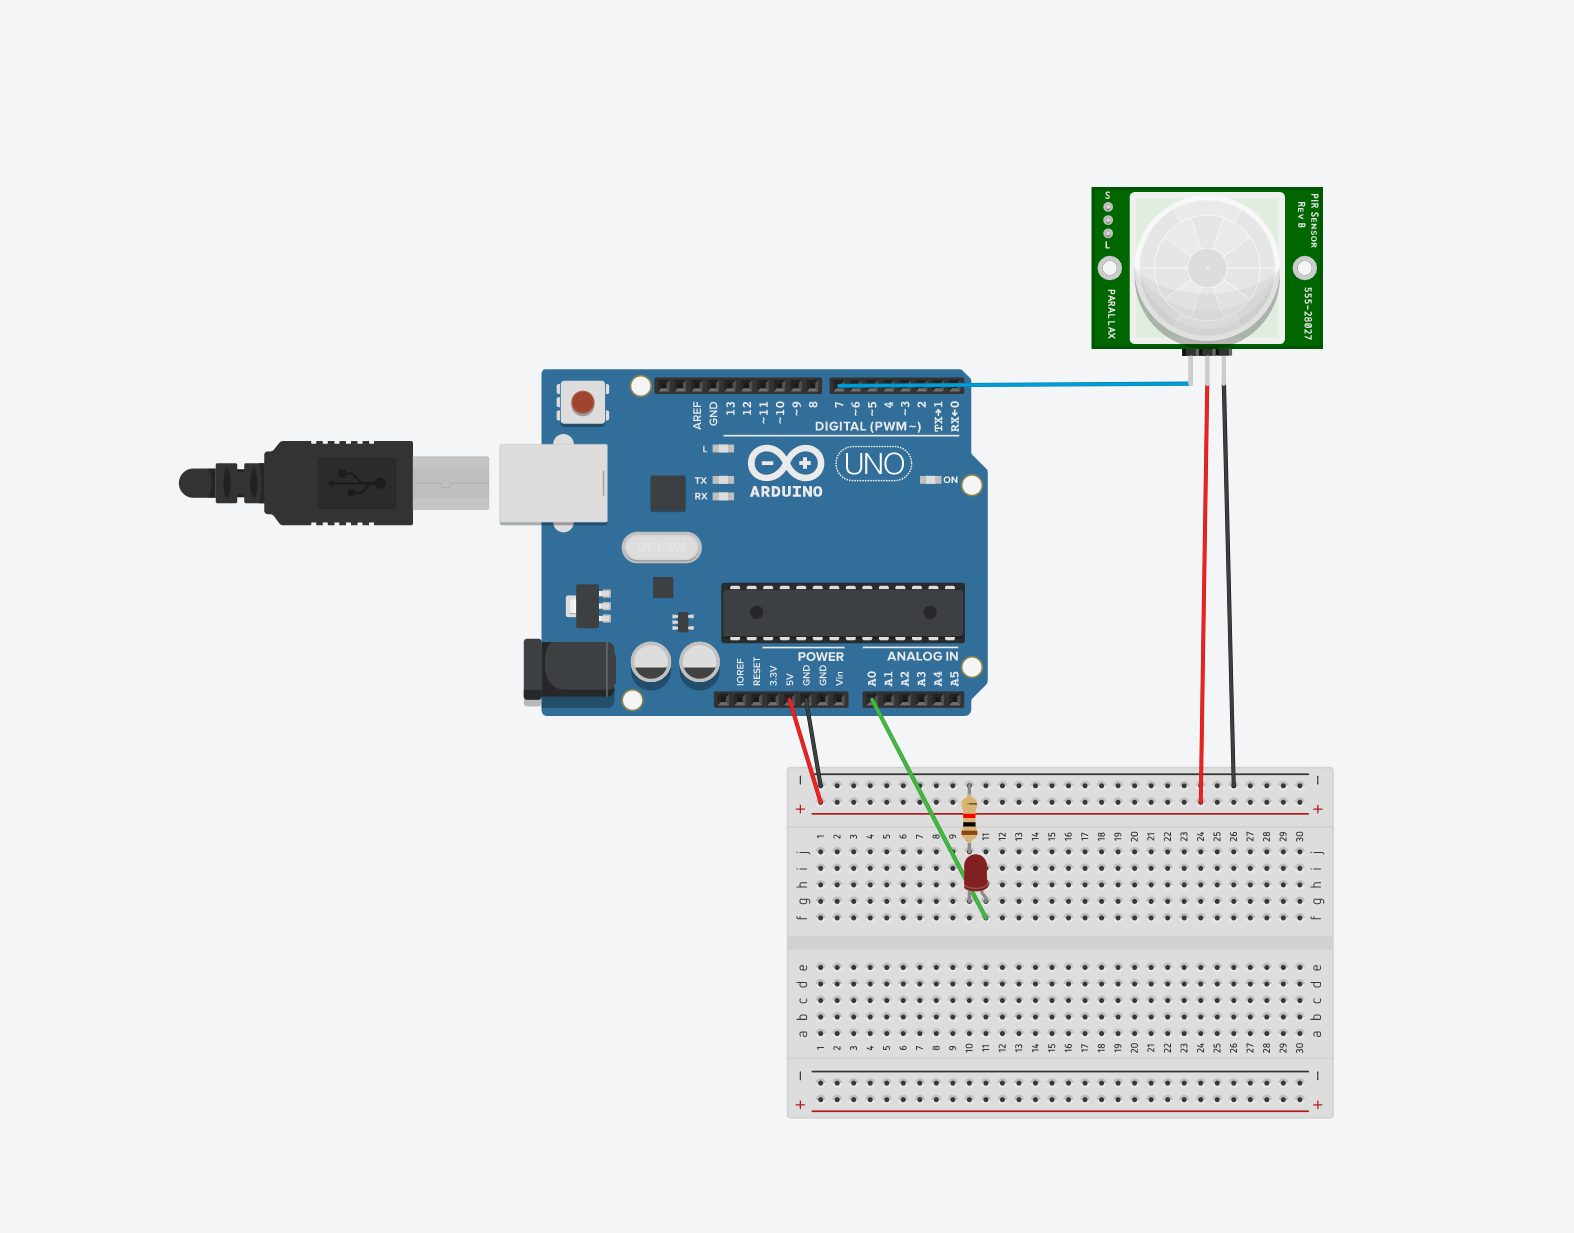 S
L
PARALLAX
PIR SENSOR
REV B
555-28027
AREF
GND
13
12
~11
~10
~9
8
7
~6
~5
4
~3
2
TX→1
RX←0
DIGITAL (PWM~)
L
TX
RX
ARDUINO
UNO
ON
POWER
ANALOG IN
IOREF
RESET
3.3V
5V
GND
GND
Vin
A0
A1
A2
A3
A4
A5
− −
+ +
1 2 3 4 5 6 7 8 9 11 12 13 14 15 16 17 18 19 20 21 22 23 24 25 26 27 28 29 30
j j
i i
h h
g g
f f
e e
d d
c c
b b
a a
1 2 3 4 5 6 7 8 9 10 11 12 13 14 15 16 17 18 19 20 21 22 23 24 25 26 27 28 29 30
− −
+ +